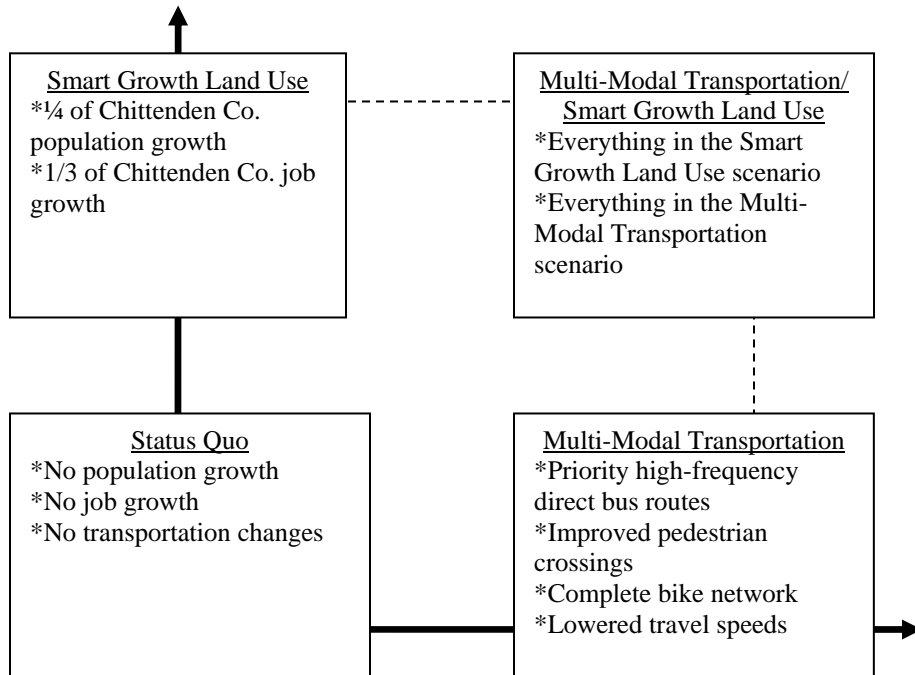 Smart Growth Land Use
*¼ of Chittenden Co.
population growth
*1/3 of Chittenden Co. job
growth
Multi-Modal Transportation/
Smart Growth Land Use
*Everything in the Smart
Growth Land Use scenario
*Everything in the Multi-
Modal Transportation
scenario
Status Quo
*No population growth
*No job growth
*No transportation changes
Multi-Modal Transportation
*Priority high-frequency
direct bus routes
*Improved pedestrian
crossings
*Complete bike network
*Lowered travel speeds